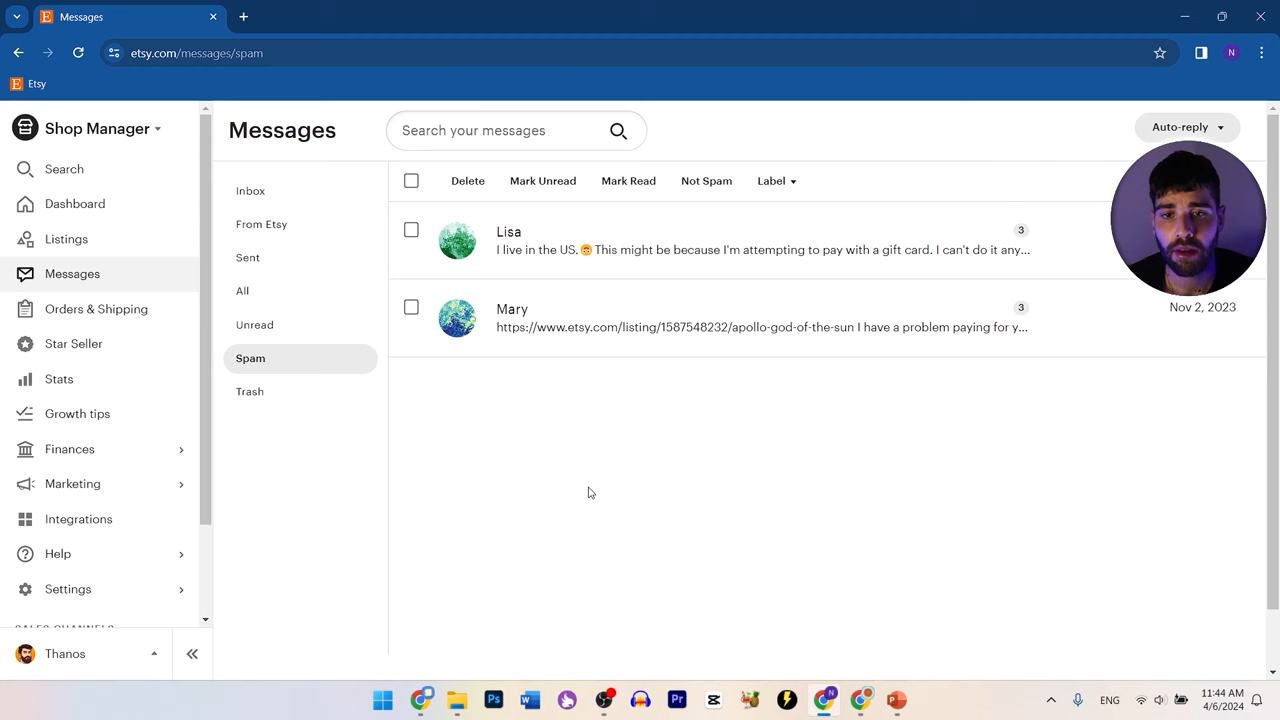 Messages
etsy.com/messages/spam
N
Etsy
Shop Manager
Search
Dashboard
Listings
Messages
Orders & Shipping
Star Seller
Stats
Growth tips
Finances
Marketing
Integrations
Help
Settings
Thanos
Messages
Search your messages
Auto-reply
Inbox
From Etsy
Sent
All
Unread
Spam
Trash
Delete Mark Unread Mark Read Not Spam Label
Lisa 3
I live in the US.🙃This might be because I'm attempting to pay with a gift card. I can't do it any...
Mary 3 Nov 2, 2023
https://www.etsy.com/listing/1587548232/apollo-god-of-the-sun I have a problem paying for y...
ENG
11:44 AM
4/6/2024